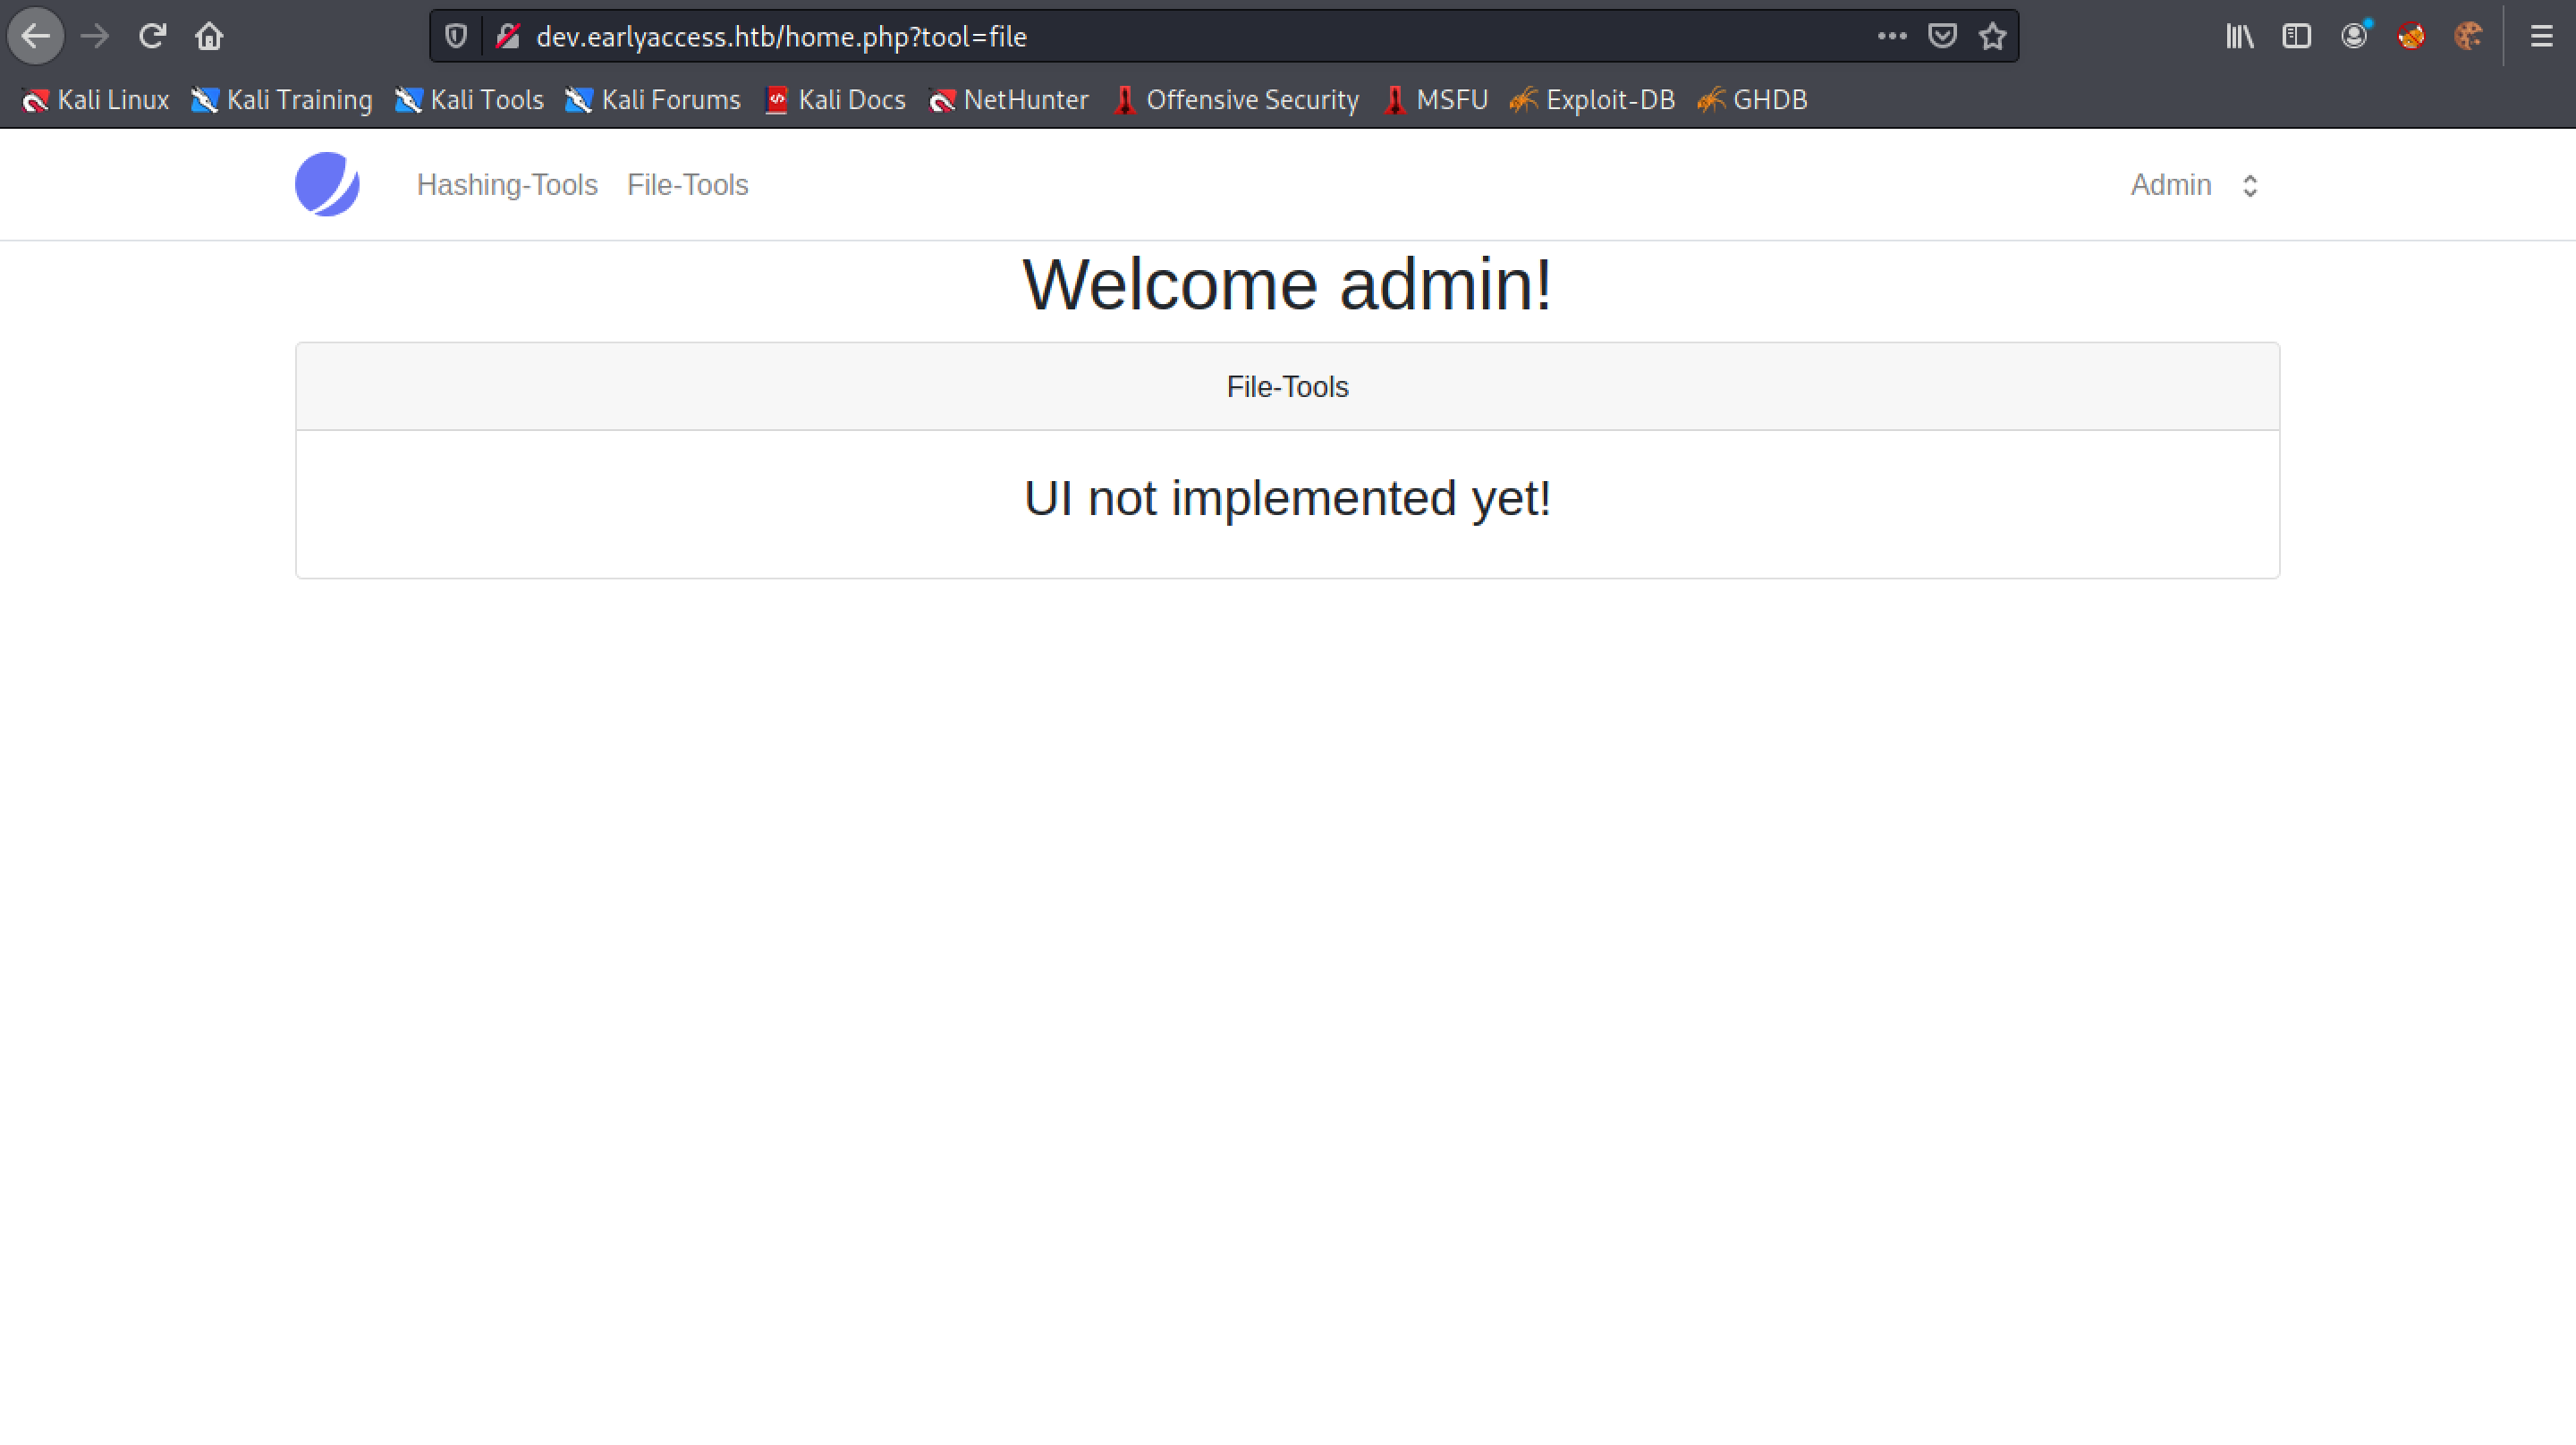 dev.earlyaccess.htb/home.php?tool=file
Kali Linux Kali Training Kali Tools Kali Forums Kali Docs NetHunter Offensive Security MSFU Exploit-DB GHDB
Hashing-Tools File-Tools Admin
Welcome admin!
File-Tools
UI not implemented yet!